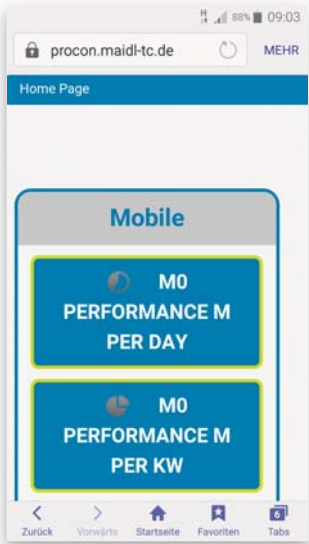 H 88% 09:03
procon.maidl-tc.de MEHR
Home Page
Mobile
M0
PERFORMANCE M
PER DAY
M0
PERFORMANCE M
PER KW
6
Zurück Vorwärts Startseite Favoriten Tabs